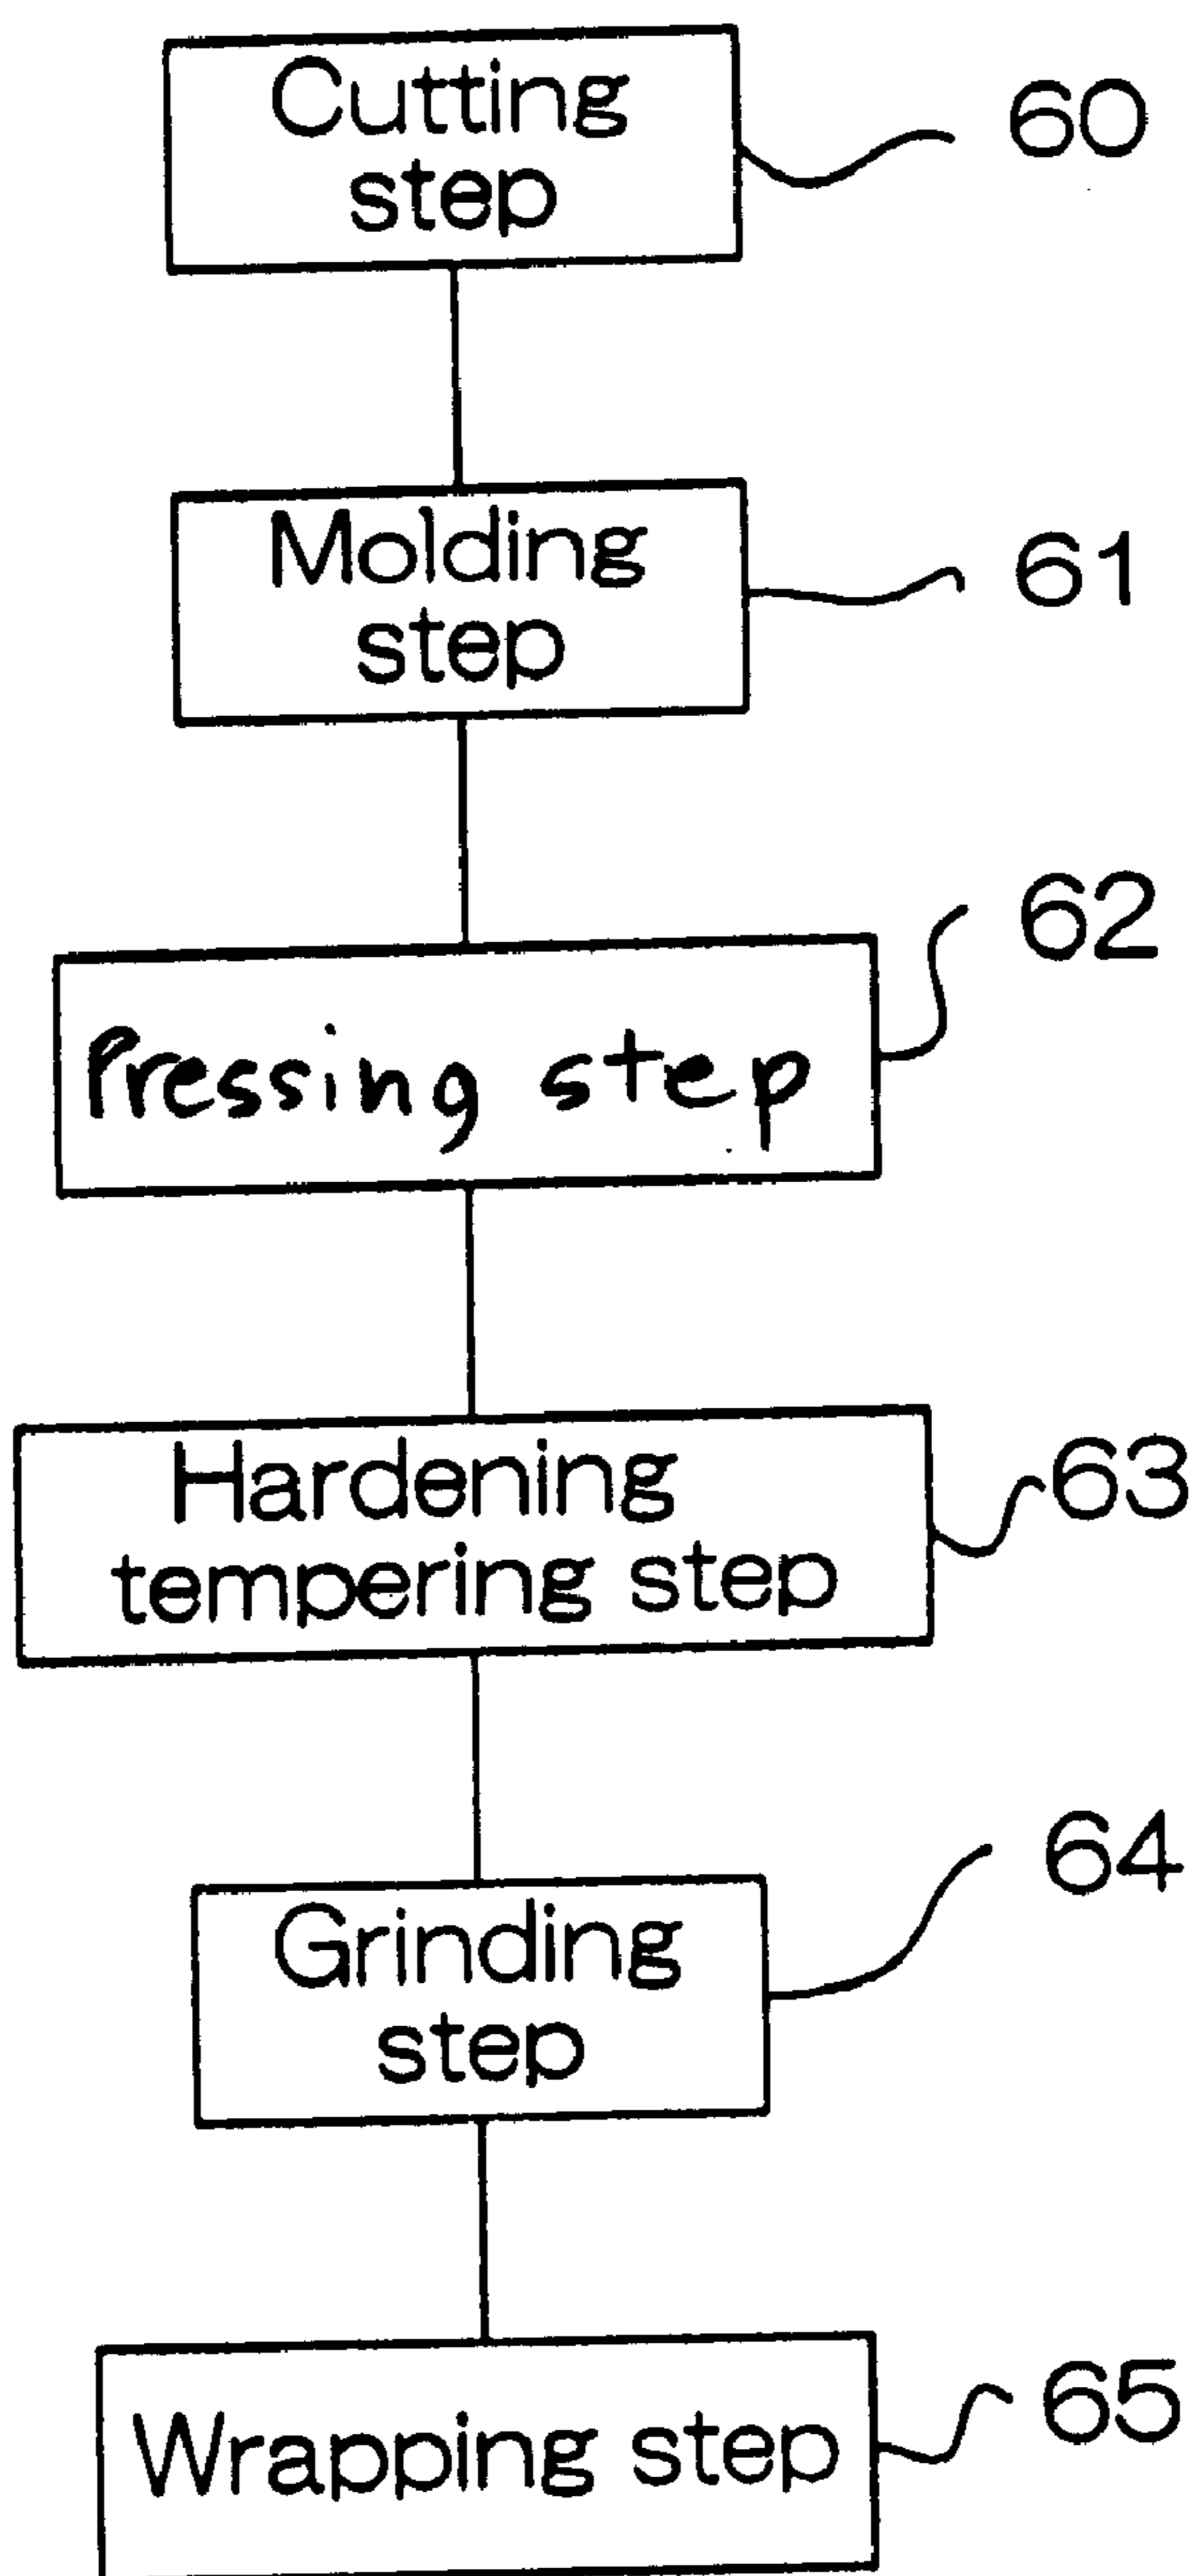 Cutting
step
60
Molding
step
61
62
Pressing step
Hardening
tempering step
63
Grinding
step
64
Wrapping step
65